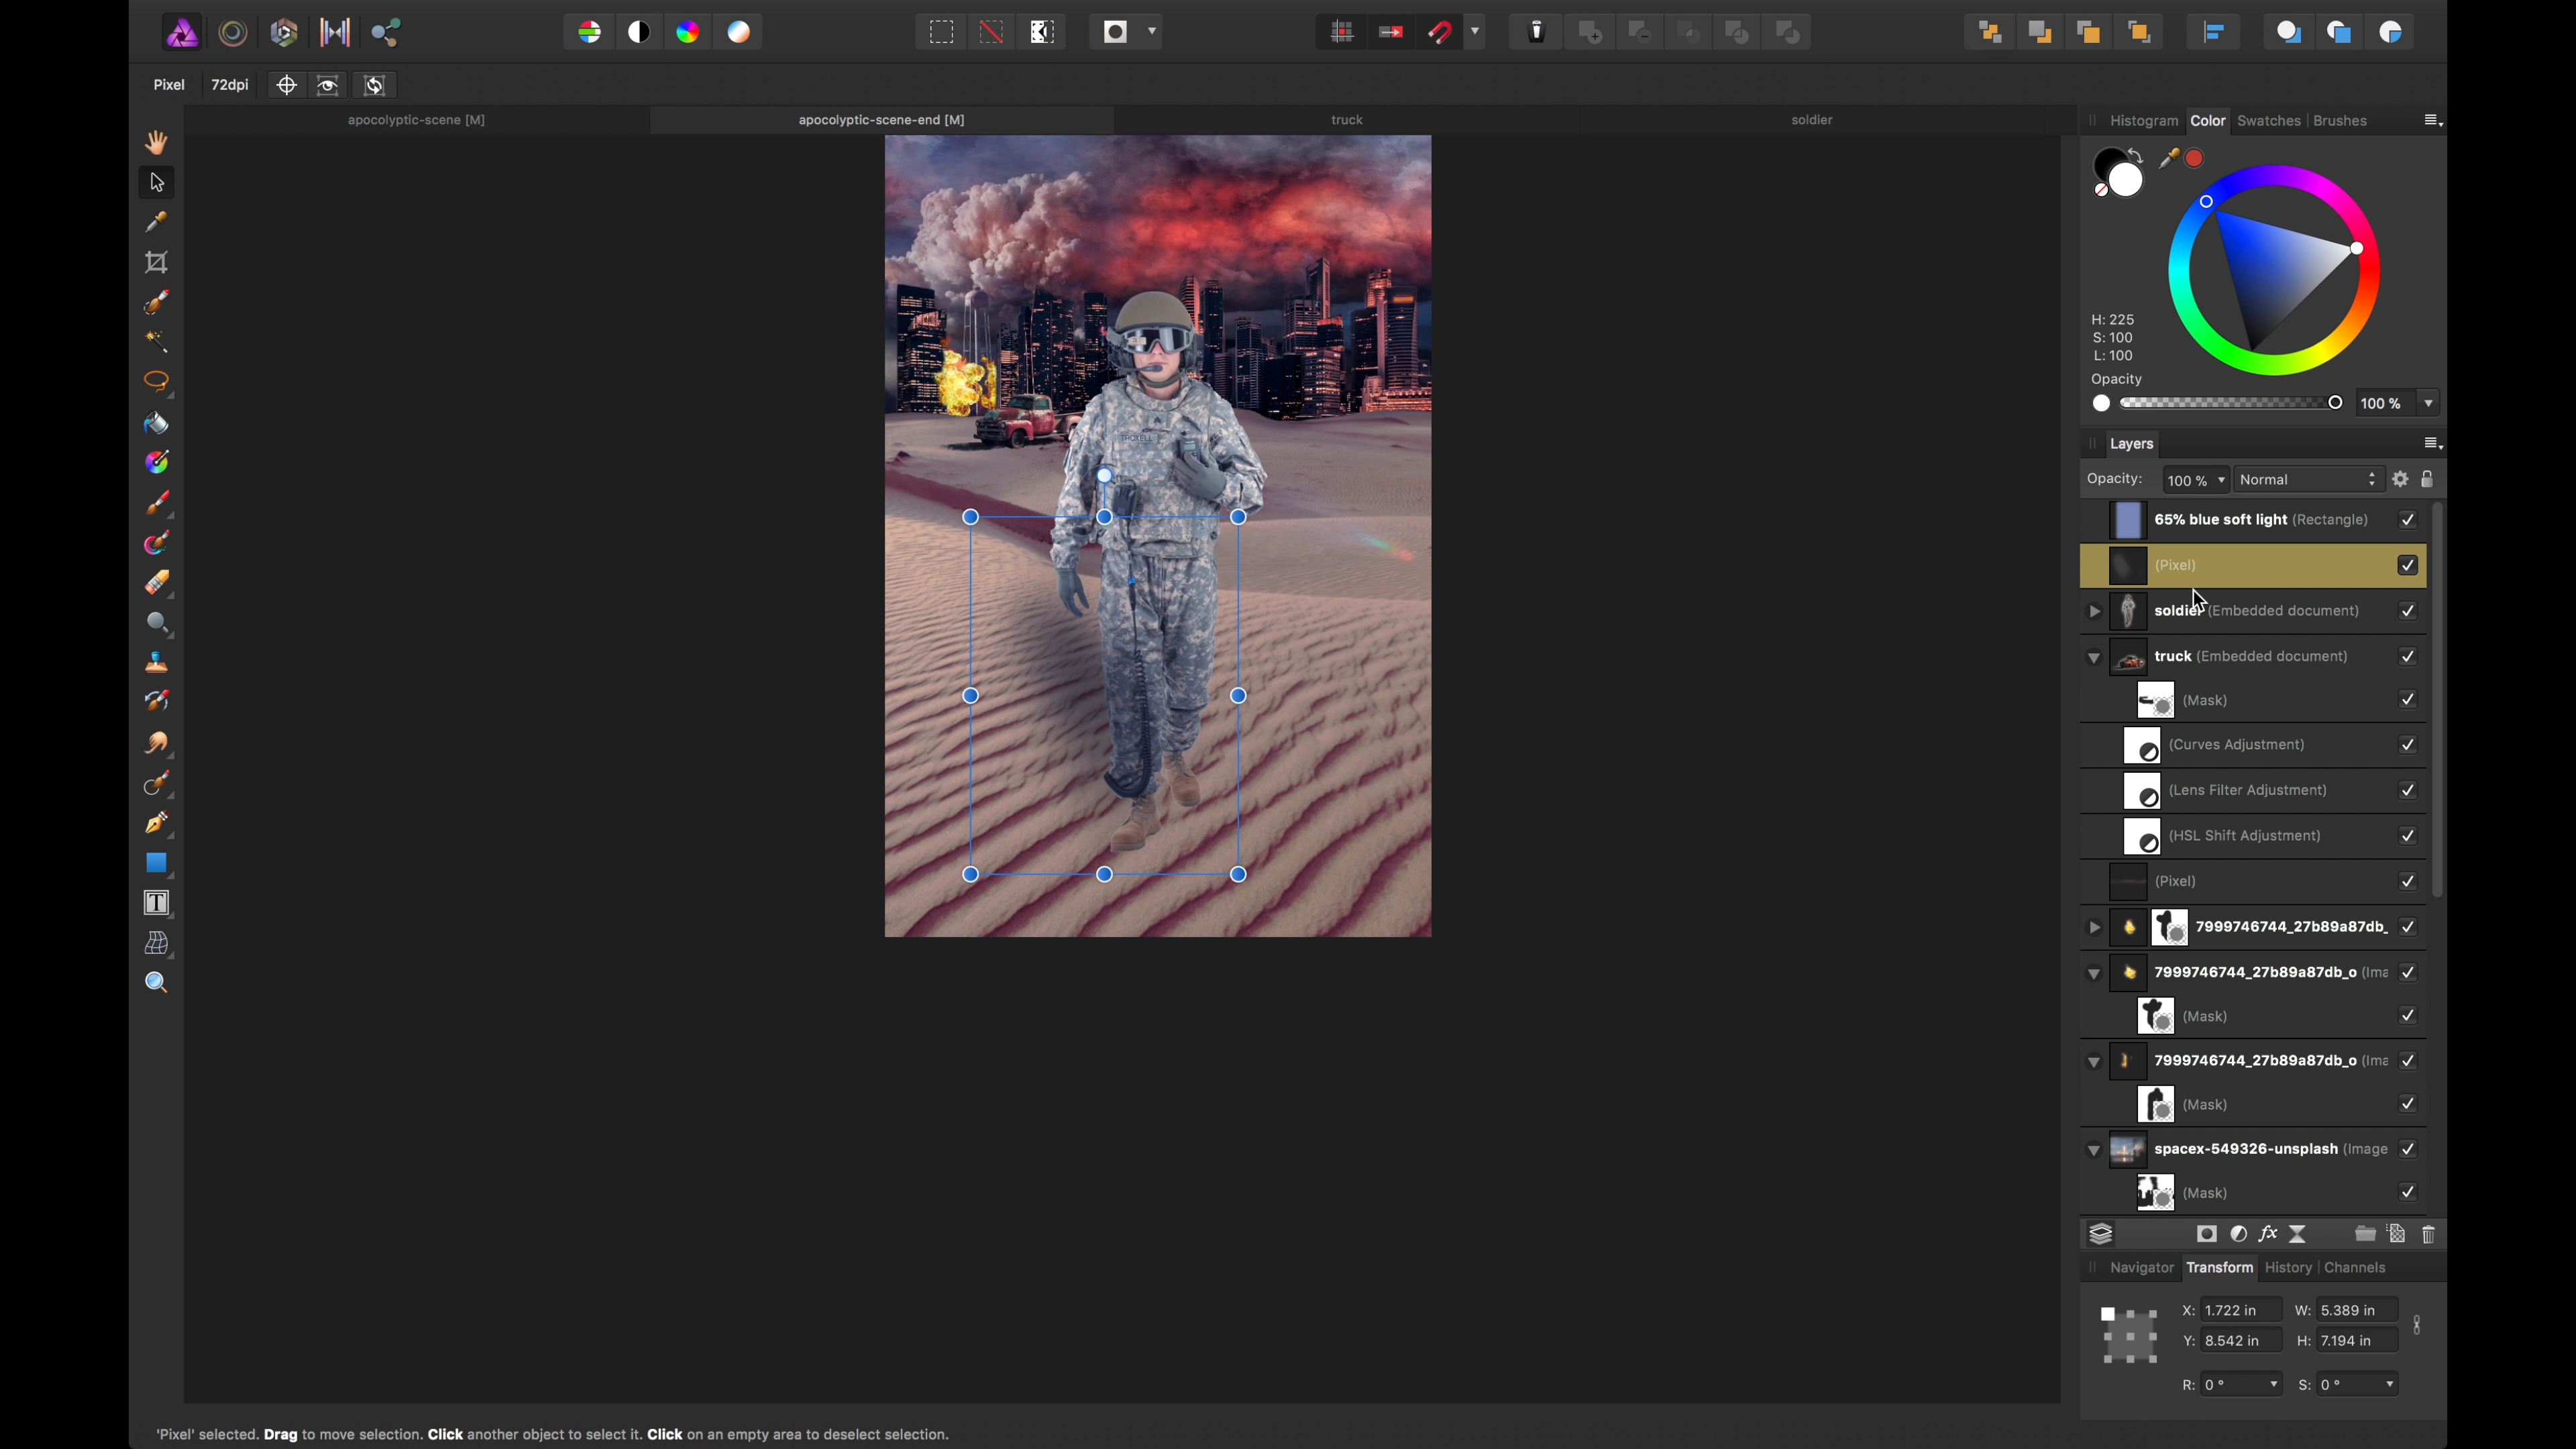 Pixel 72dpi
apocolyptic-scene [M] apocolyptic-scene-end [M] truck soldier
Histogram Color Swatches Brushes
H: 225
S: 100
L: 100
Opacity
100 %
Layers
Opacity: 100 % Normal
65% blue soft light (Rectangle)
(Pixel)
soldier (Embedded document)
truck (Embedded document)
(Mask)
(Curves Adjustment)
(Lens Filter Adjustment)
(HSL Shift Adjustment)
(Pixel)
7999746744_27b89a87db_
7999746744_27b89a87db_o (Ima
(Mask)
7999746744_27b89a87db_o (Ima
(Mask)
spacex-549326-unsplash (Image
(Mask)
fx
Navigator Transform History Channels
X: 1.722 in W: 5.389 in
Y: 8.542 in H: 7.194 in
R: 0 ° S: 0 °
TROXELL
T
'Pixel' selected. Drag to move selection. Click another object to select it. Click on an empty area to deselect selection.